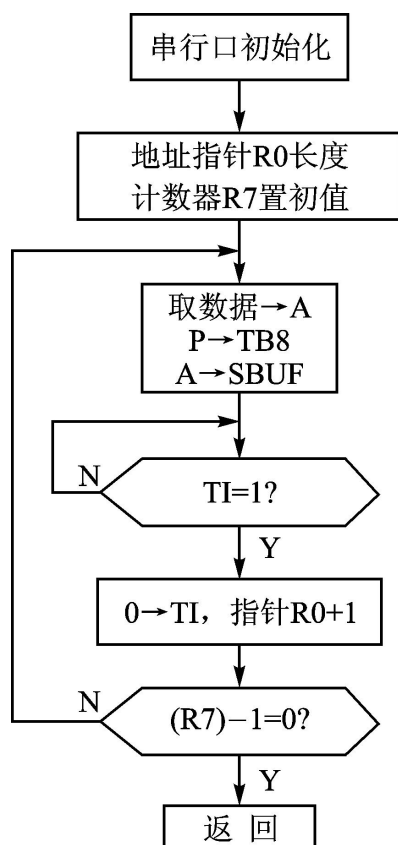 串行口初始化
地址指针R0长度
计数器R7置初值
取数据→A
P→TB8
A→SBUF
N
TI=1?
Y
0→TI，指针R0+1
N
(R7)−1=0?
Y
返 回